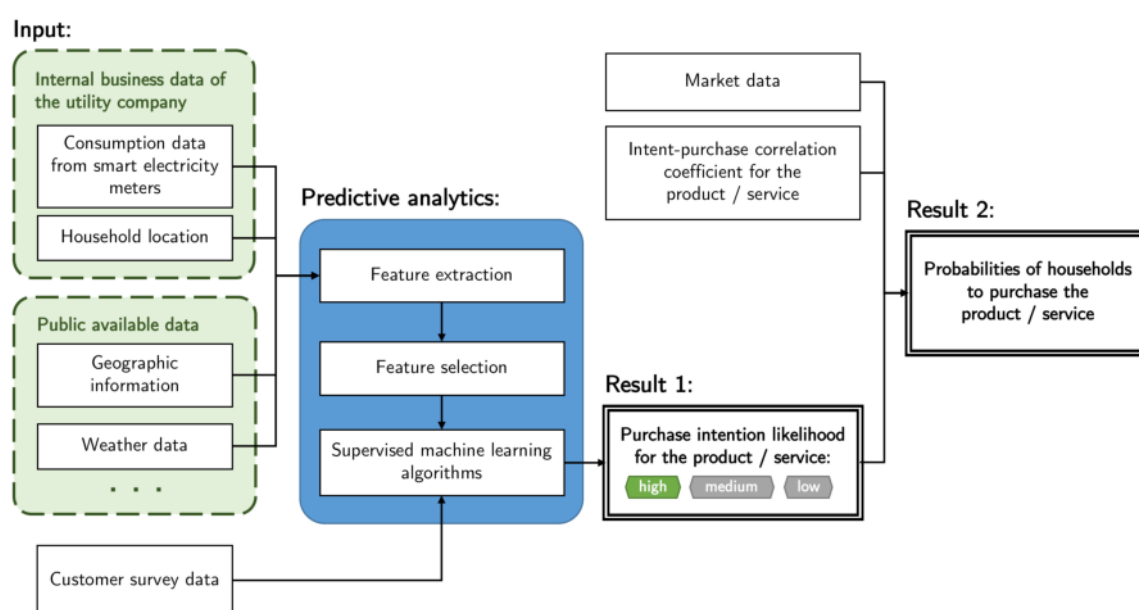 Input:
Internal business data of
the utility company
Consumption data
from smart electricity
meters
Household location
Public available data
Geographic
information
Weather data
. . .
Customer survey data
Predictive analytics:
Feature extraction
Feature selection
Supervised machine learning
algorithms
Market data
Intent-purchase correlation
coefficient for the
product / service
Result 1:
Purchase intention likelihood
for the product / service:
high medium low
Result 2:
Probabilities of households
to purchase the
product / service